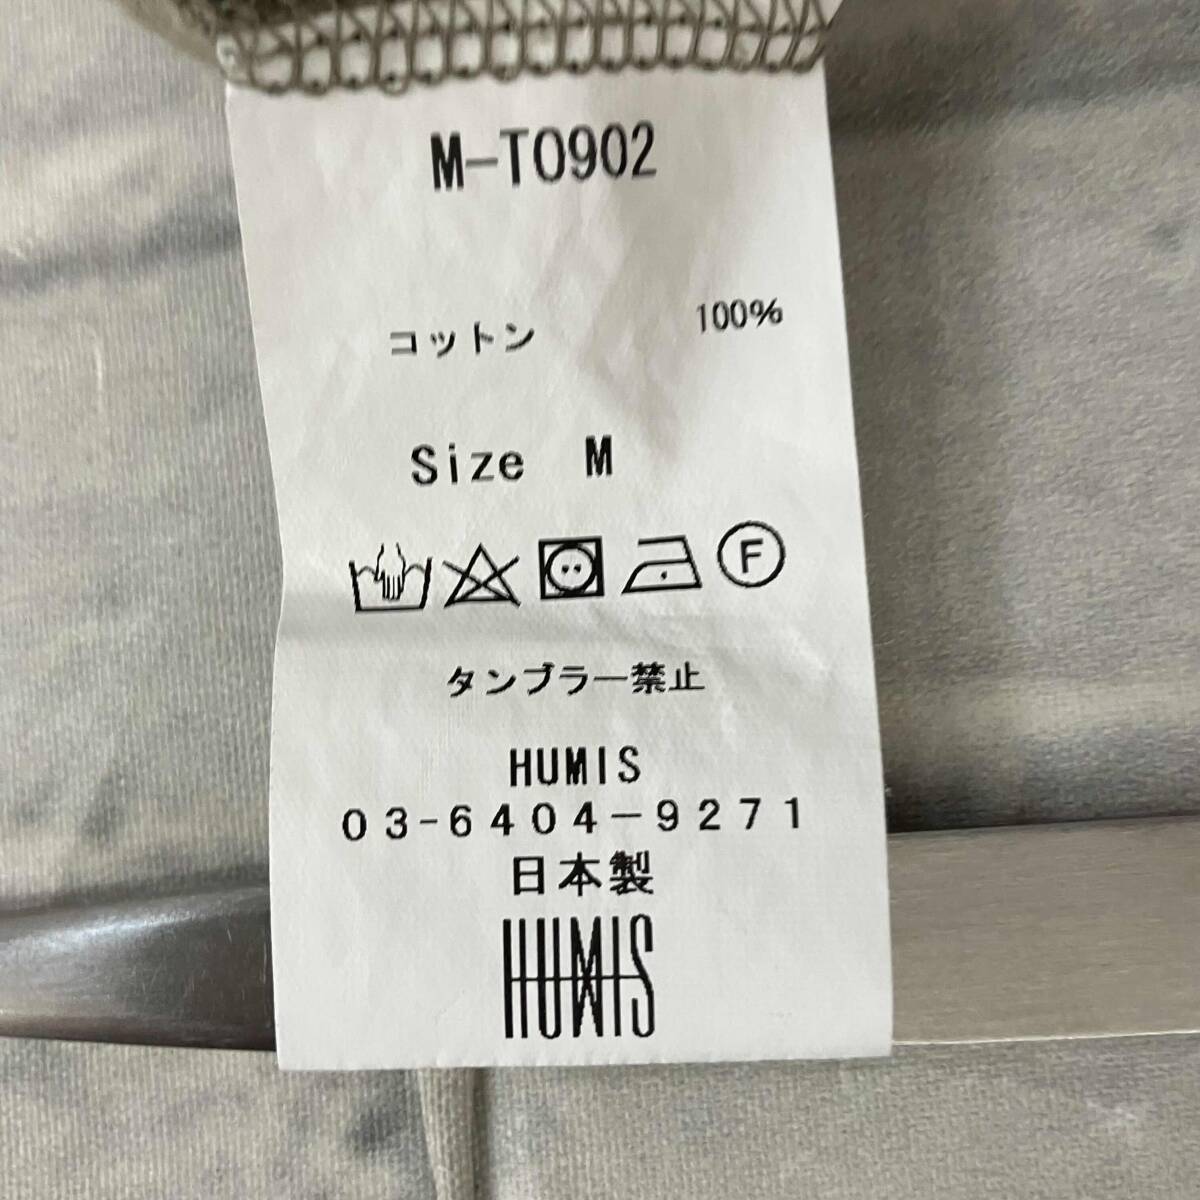 M-T0902
コットン 100%
Size M
F
タンブラー禁止
HUMIS
03-6404-9271
日本製
HUMIS